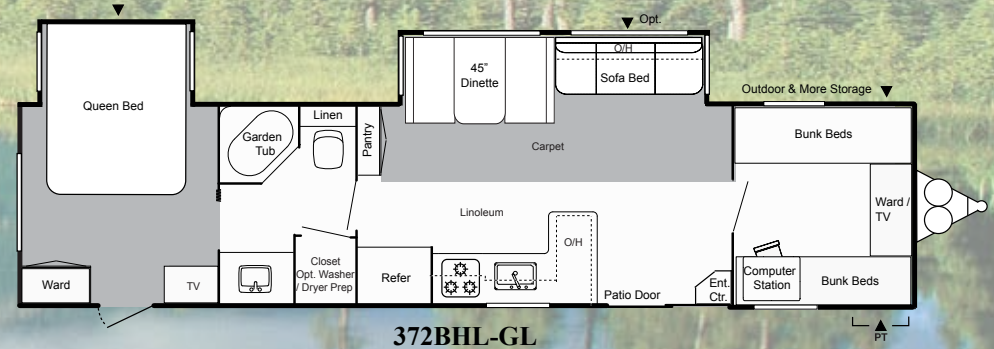 Opt.
O/H
45"
Dinette
Sofa Bed
Queen Bed
Outdoor & More Storage
Linen
Garden
Tub
Pantry
Bunk Beds
Carpet
Linoleum
Ward /
TV
O/H
Closet
Opt. Washer
/ Dryer Prep
Refer
Computer
Station
Bunk Beds
Ward
TV
Ent.
Ctr.
Patio Door
372BHL-GL
PT